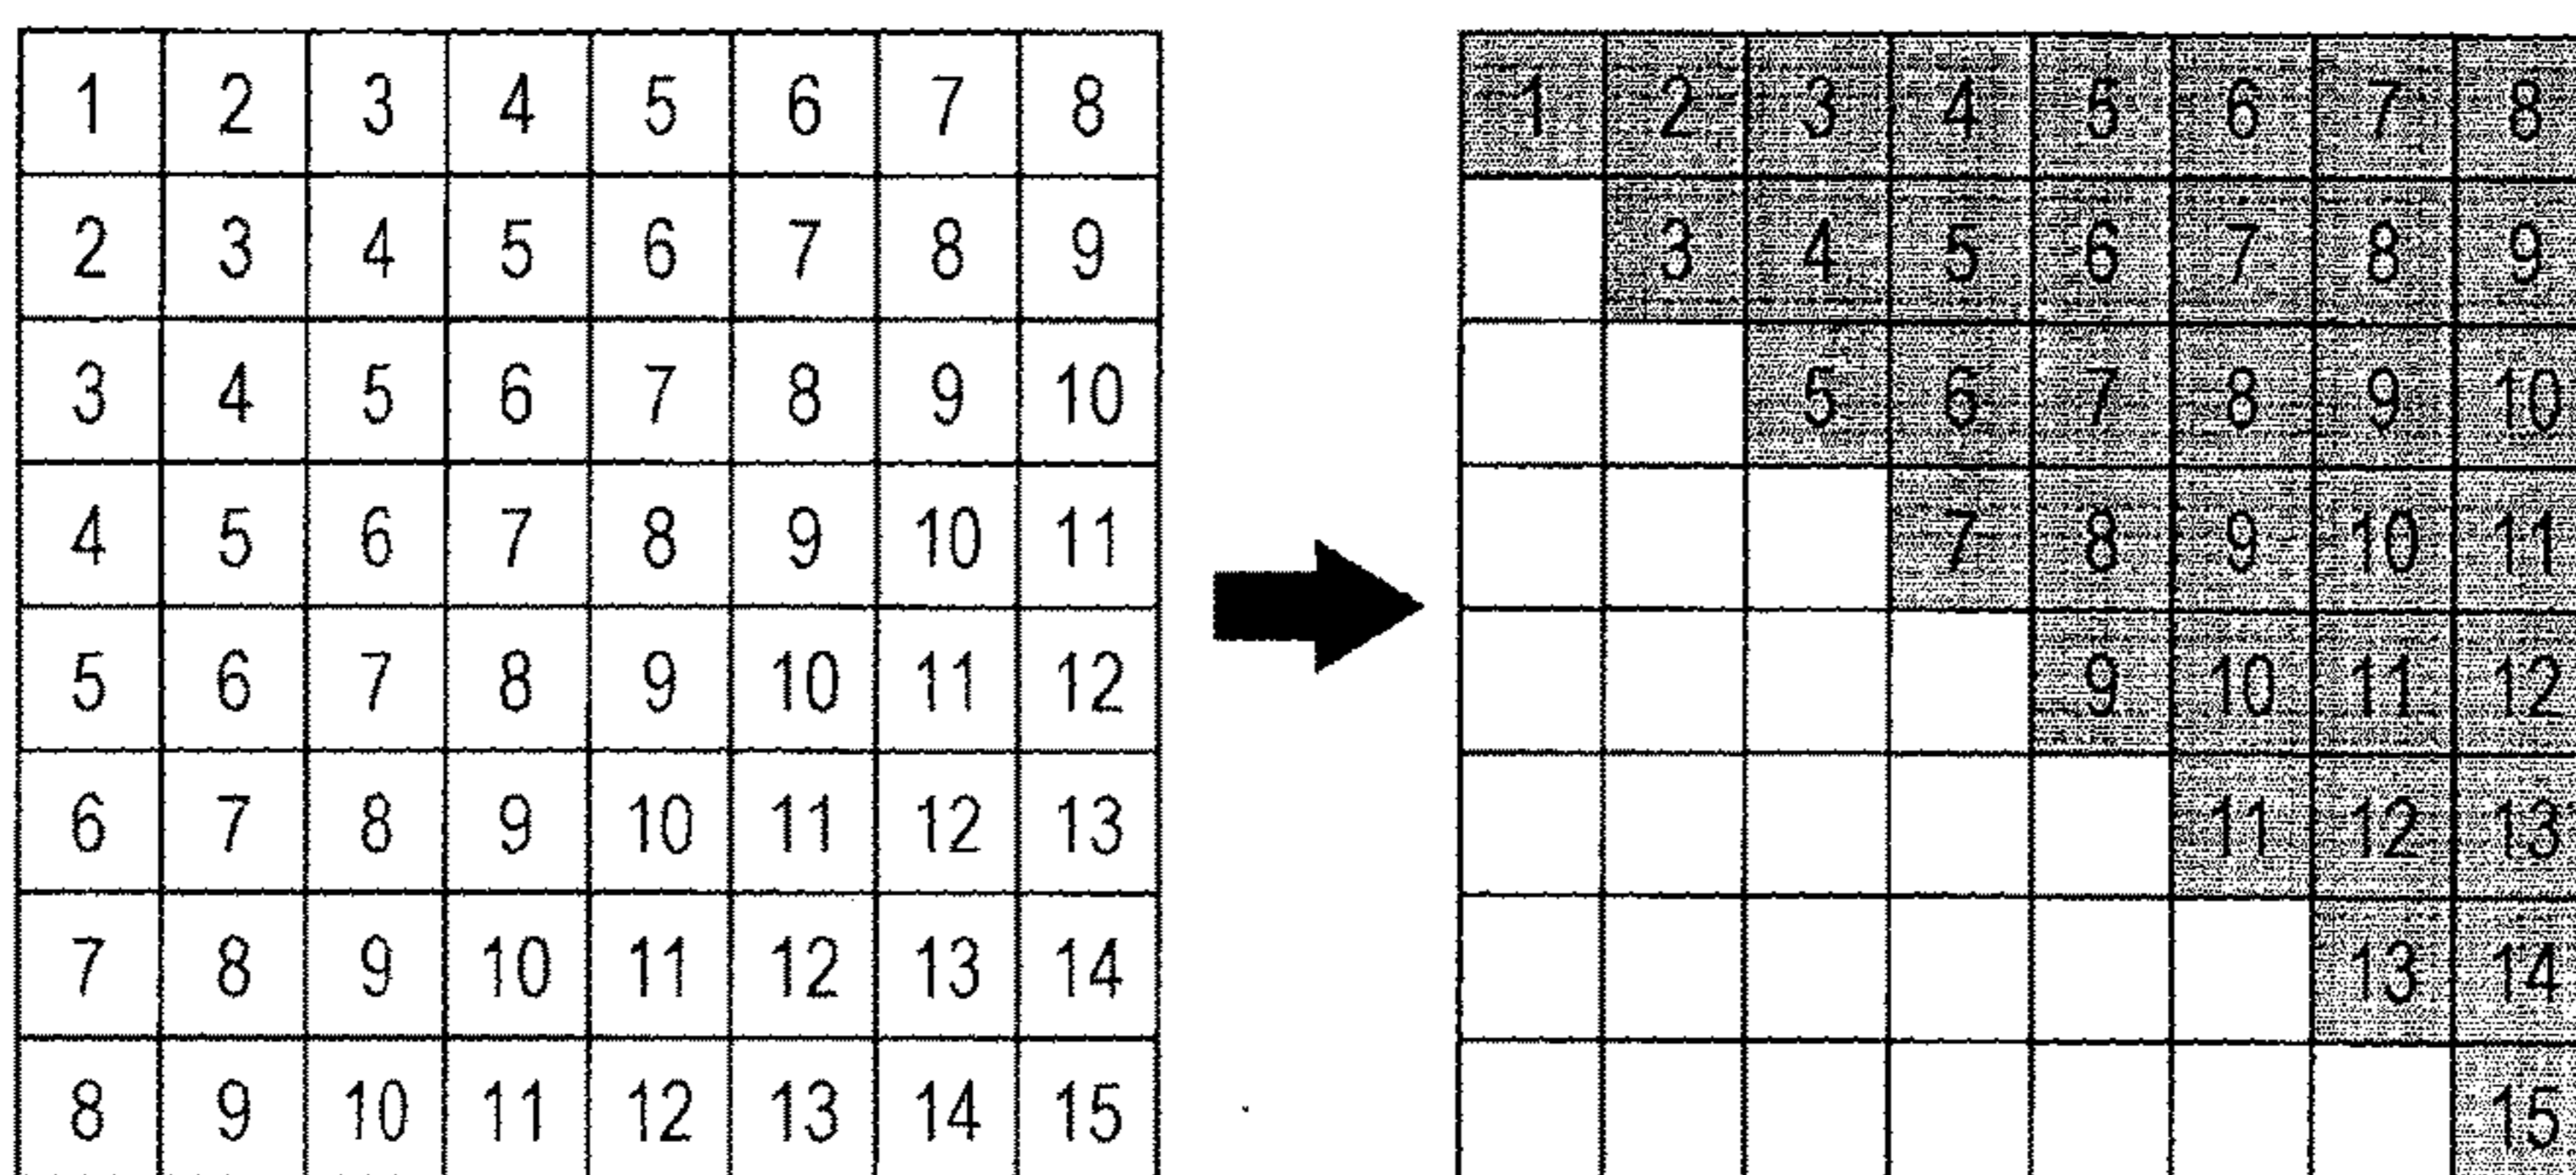 1 2 3 4 5 6 7 8
2 3 4 5 6 7 8 9
3 4 5 6 7 8 9 10
4 5 6 7 8 9 10 11
5 6 7 8 9 10 11 12
6 7 8 9 10 11 12 13
7 8 9 10 11 12 13 14
8 9 10 11 12 13 14 15
1 2 3 4 5 6 7 8
3 4 5 6 7 8 9
5 6 7 8 9 10
7 8 9 10 11
9 10 11 12
11 12 13
13 14
15